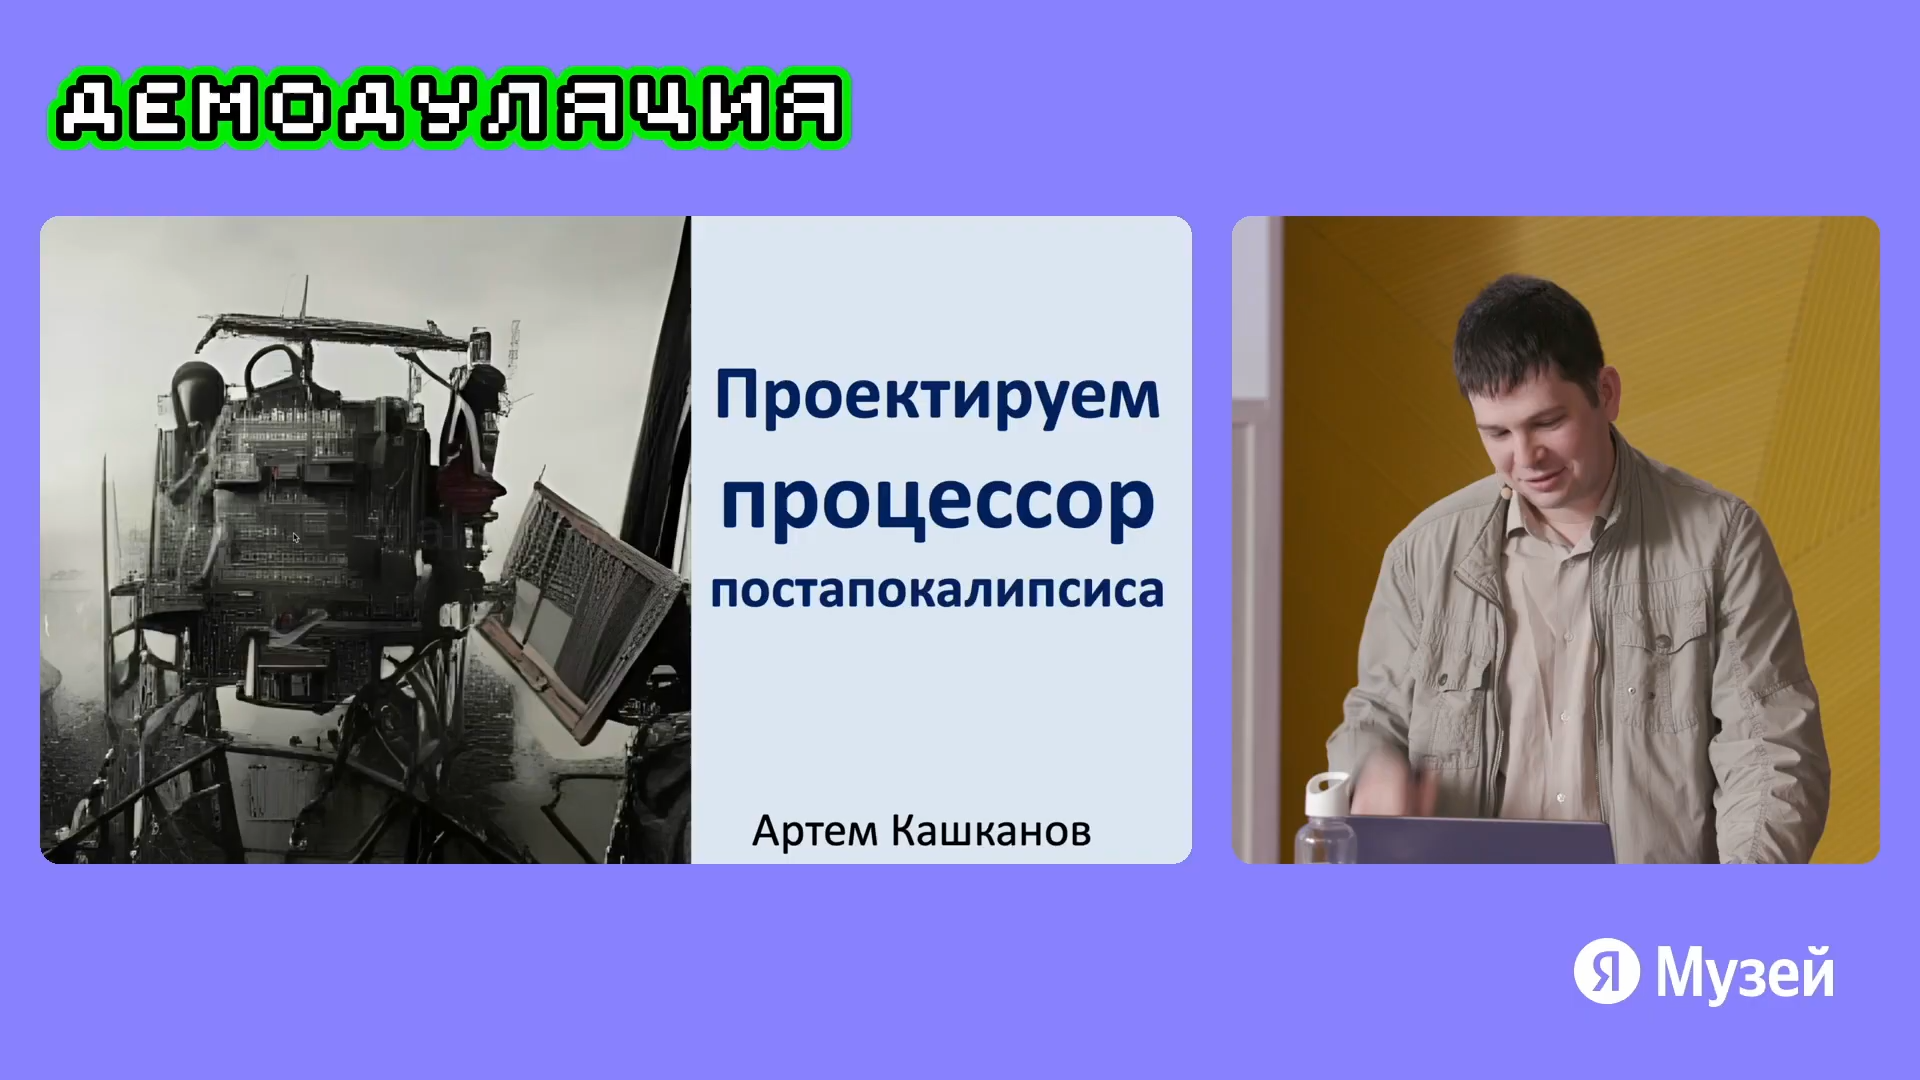 ДЕМОДУЛЯЦИЯ
Проектируем
процессор
постапокалипсиса
Артем Кашканов
Я Музей